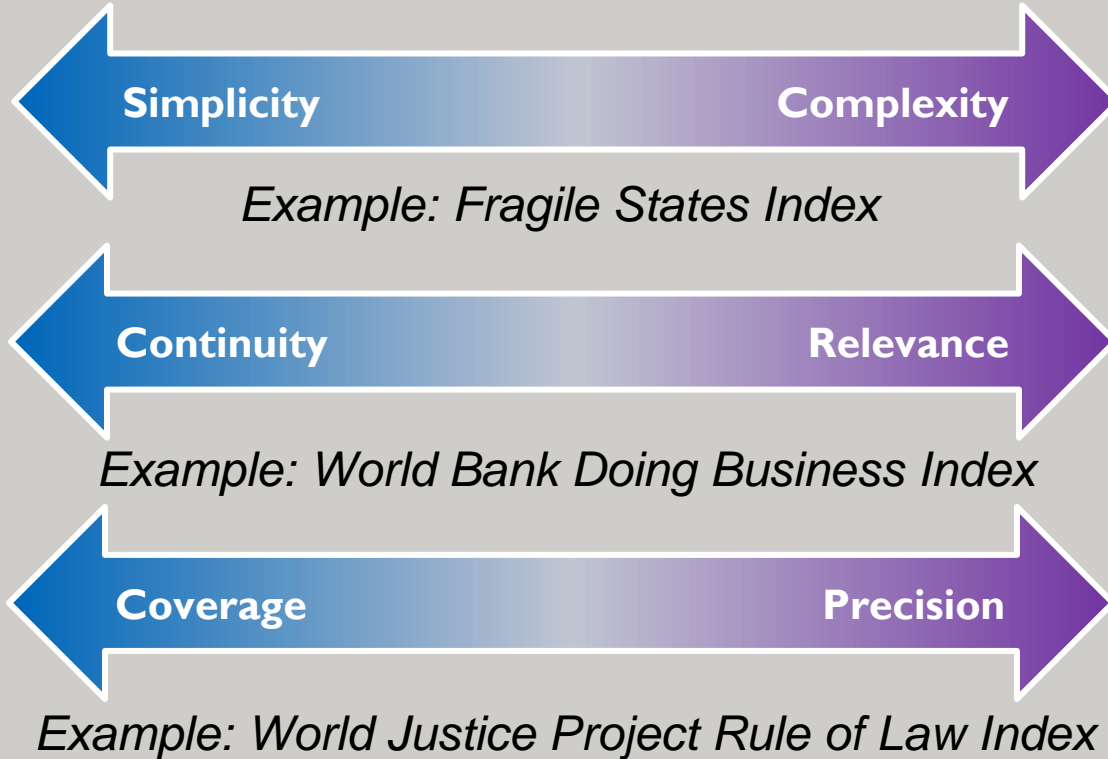 Simplicity Complexity
Example: Fragile States Index
Continuity Relevance
Example: World Bank Doing Business Index
Coverage Precision
Example: World Justice Project Rule of Law Index